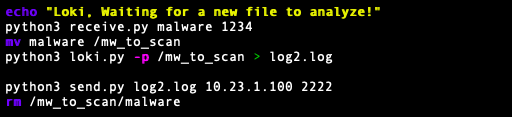 echo "Loki, Waiting for a new file to analyze!"
python3 receive.py malware 1234
mv malware /mw_to_scan
python3 loki.py -p /mw_to_scan > log2.log

python3 send.py log2.log 10.23.1.100 2222
rm /mw_to_scan/malware